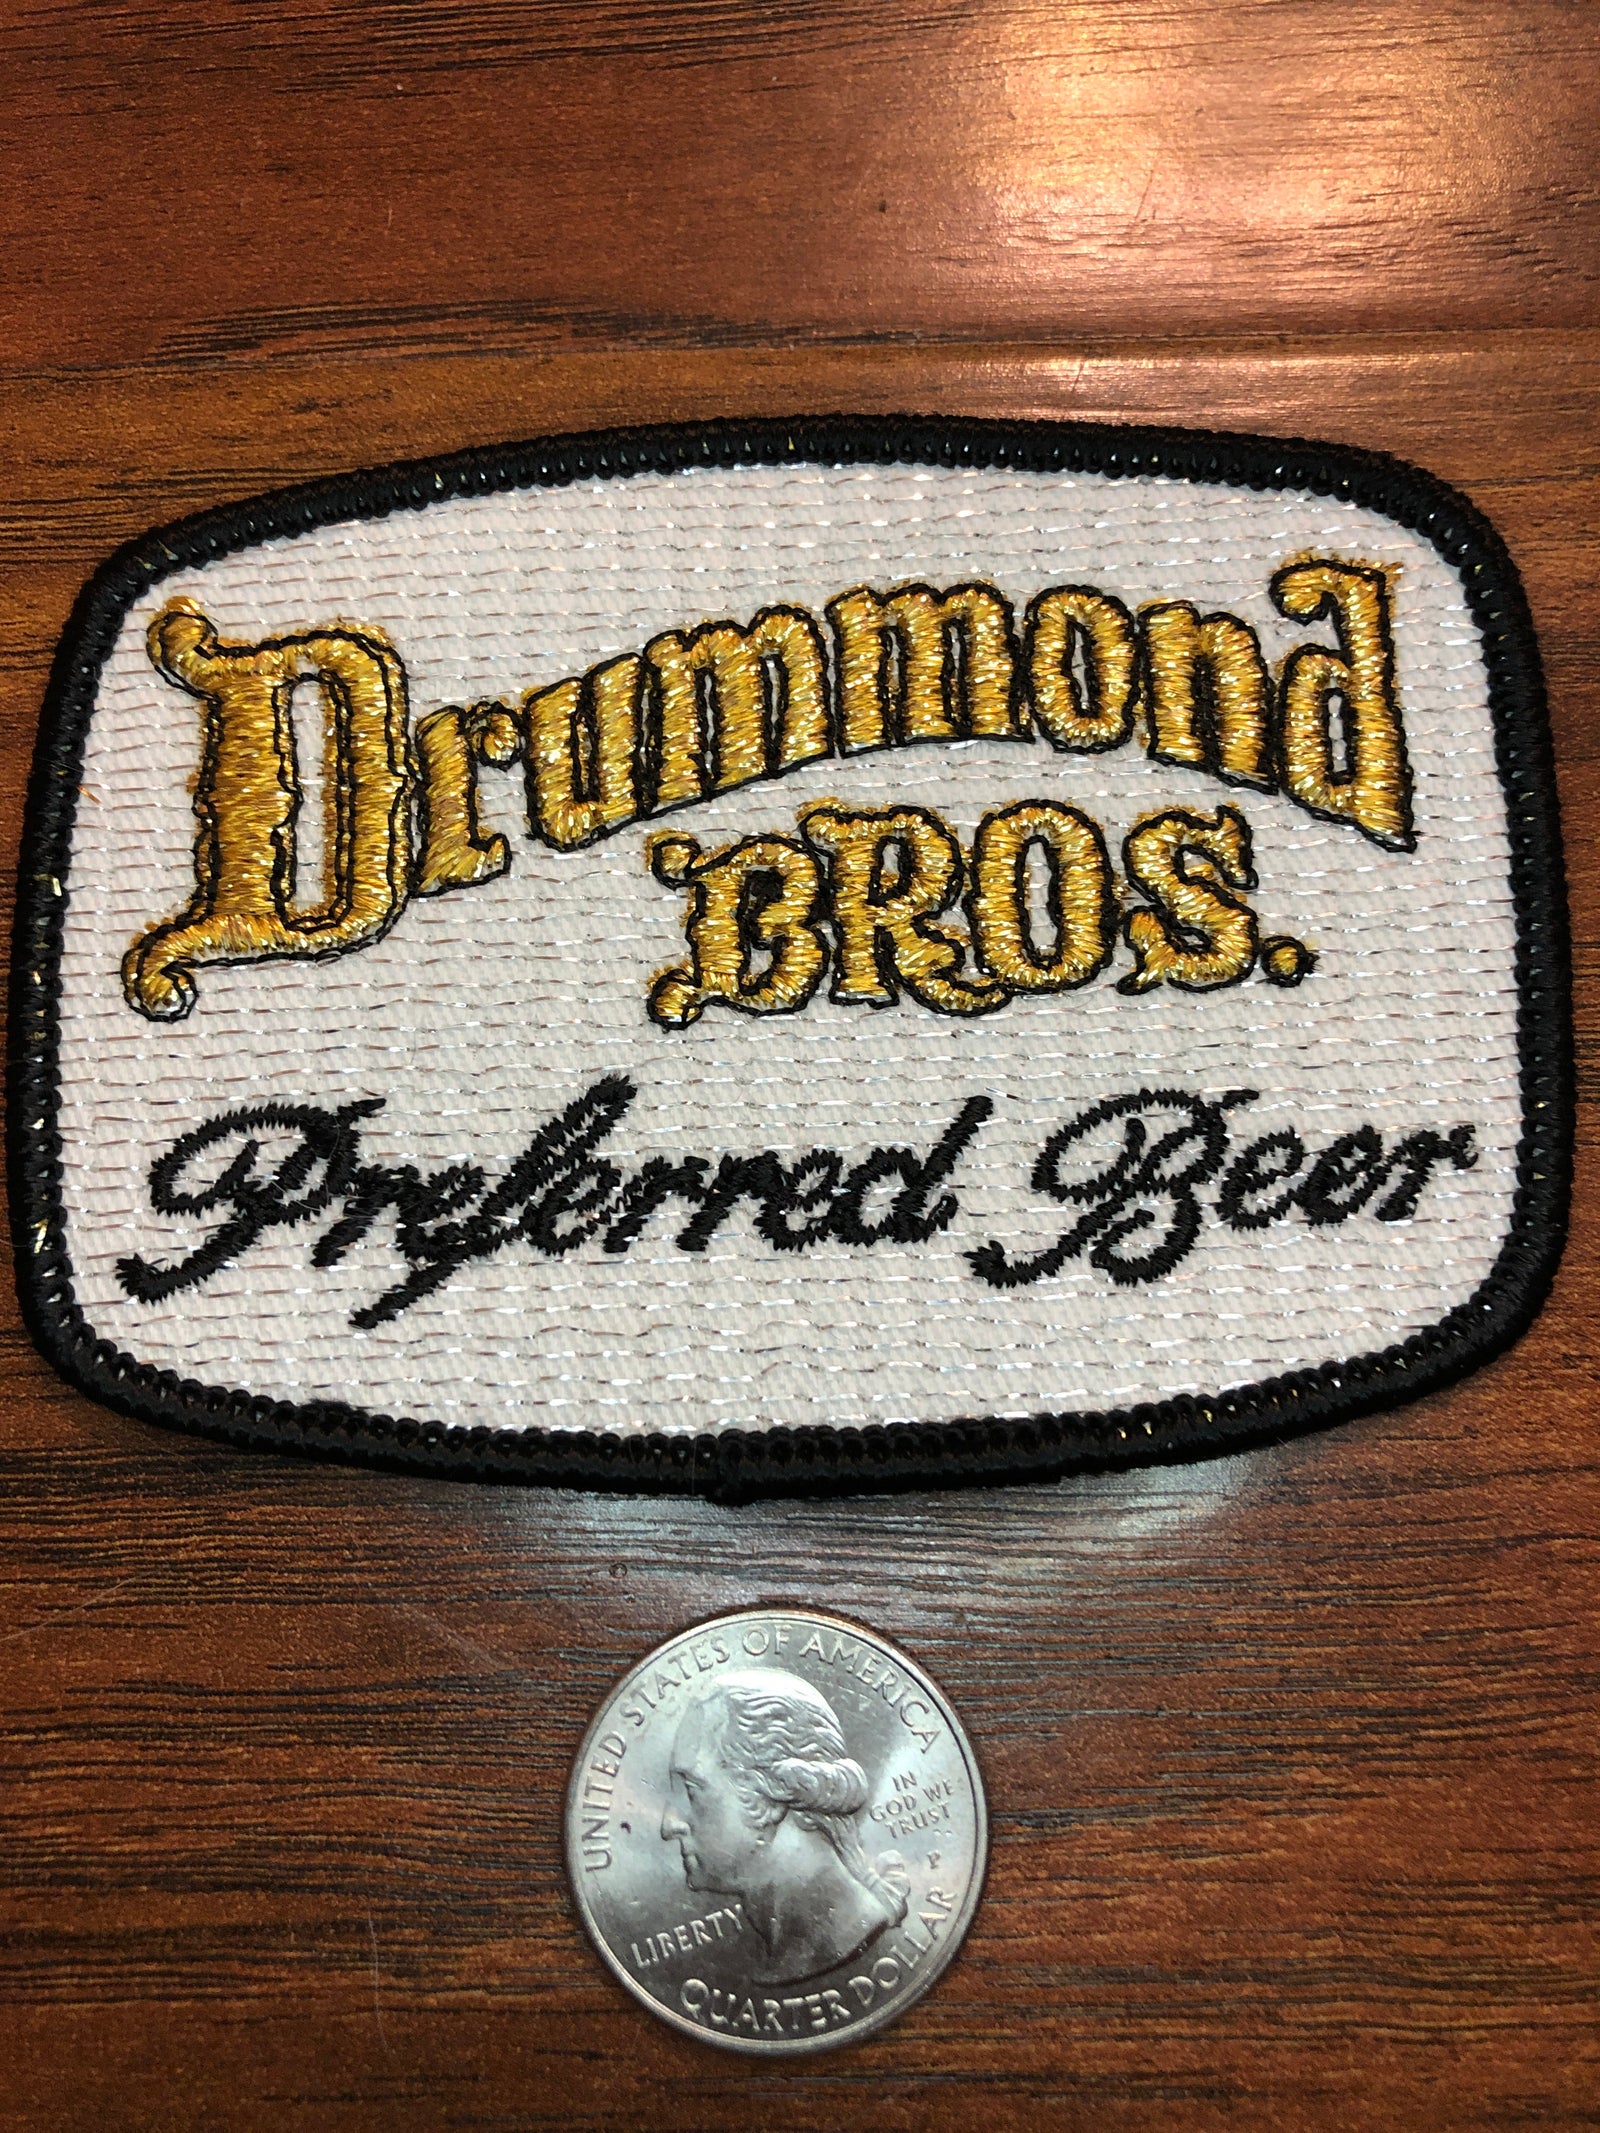 Drummond
BROS.
Preferred Beer
UNITED STATES OF AMERICA
IN
GOD WE
TRUST
P
LIBERTY
QUARTER DOLLAR